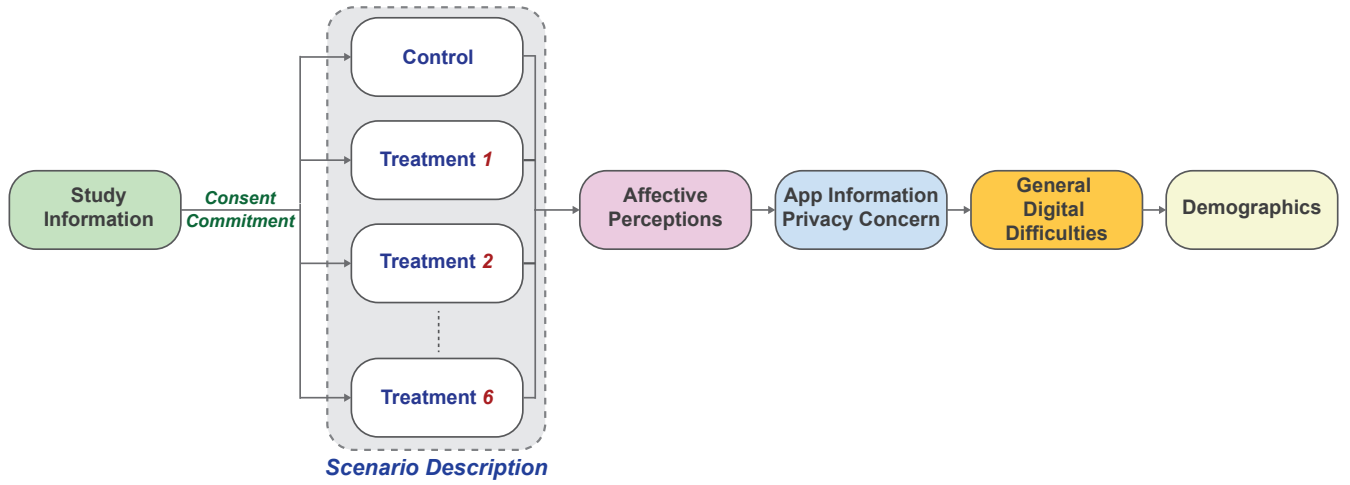 Study
Information
Consent
Commitment
Control
Treatment 1
Treatment 2
Treatment 6
Scenario Description
Affective
Perceptions
App Information
Privacy Concern
General
Digital
Difficulties
Demographics